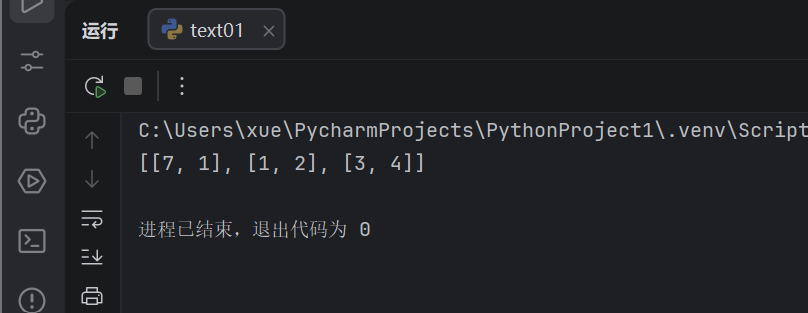 运行
text01
C:\Users\xue\PycharmProjects\PythonProject1\.venv\Script
[[7, 1], [1, 2], [3, 4]]
进程已结束，退出代码为 0